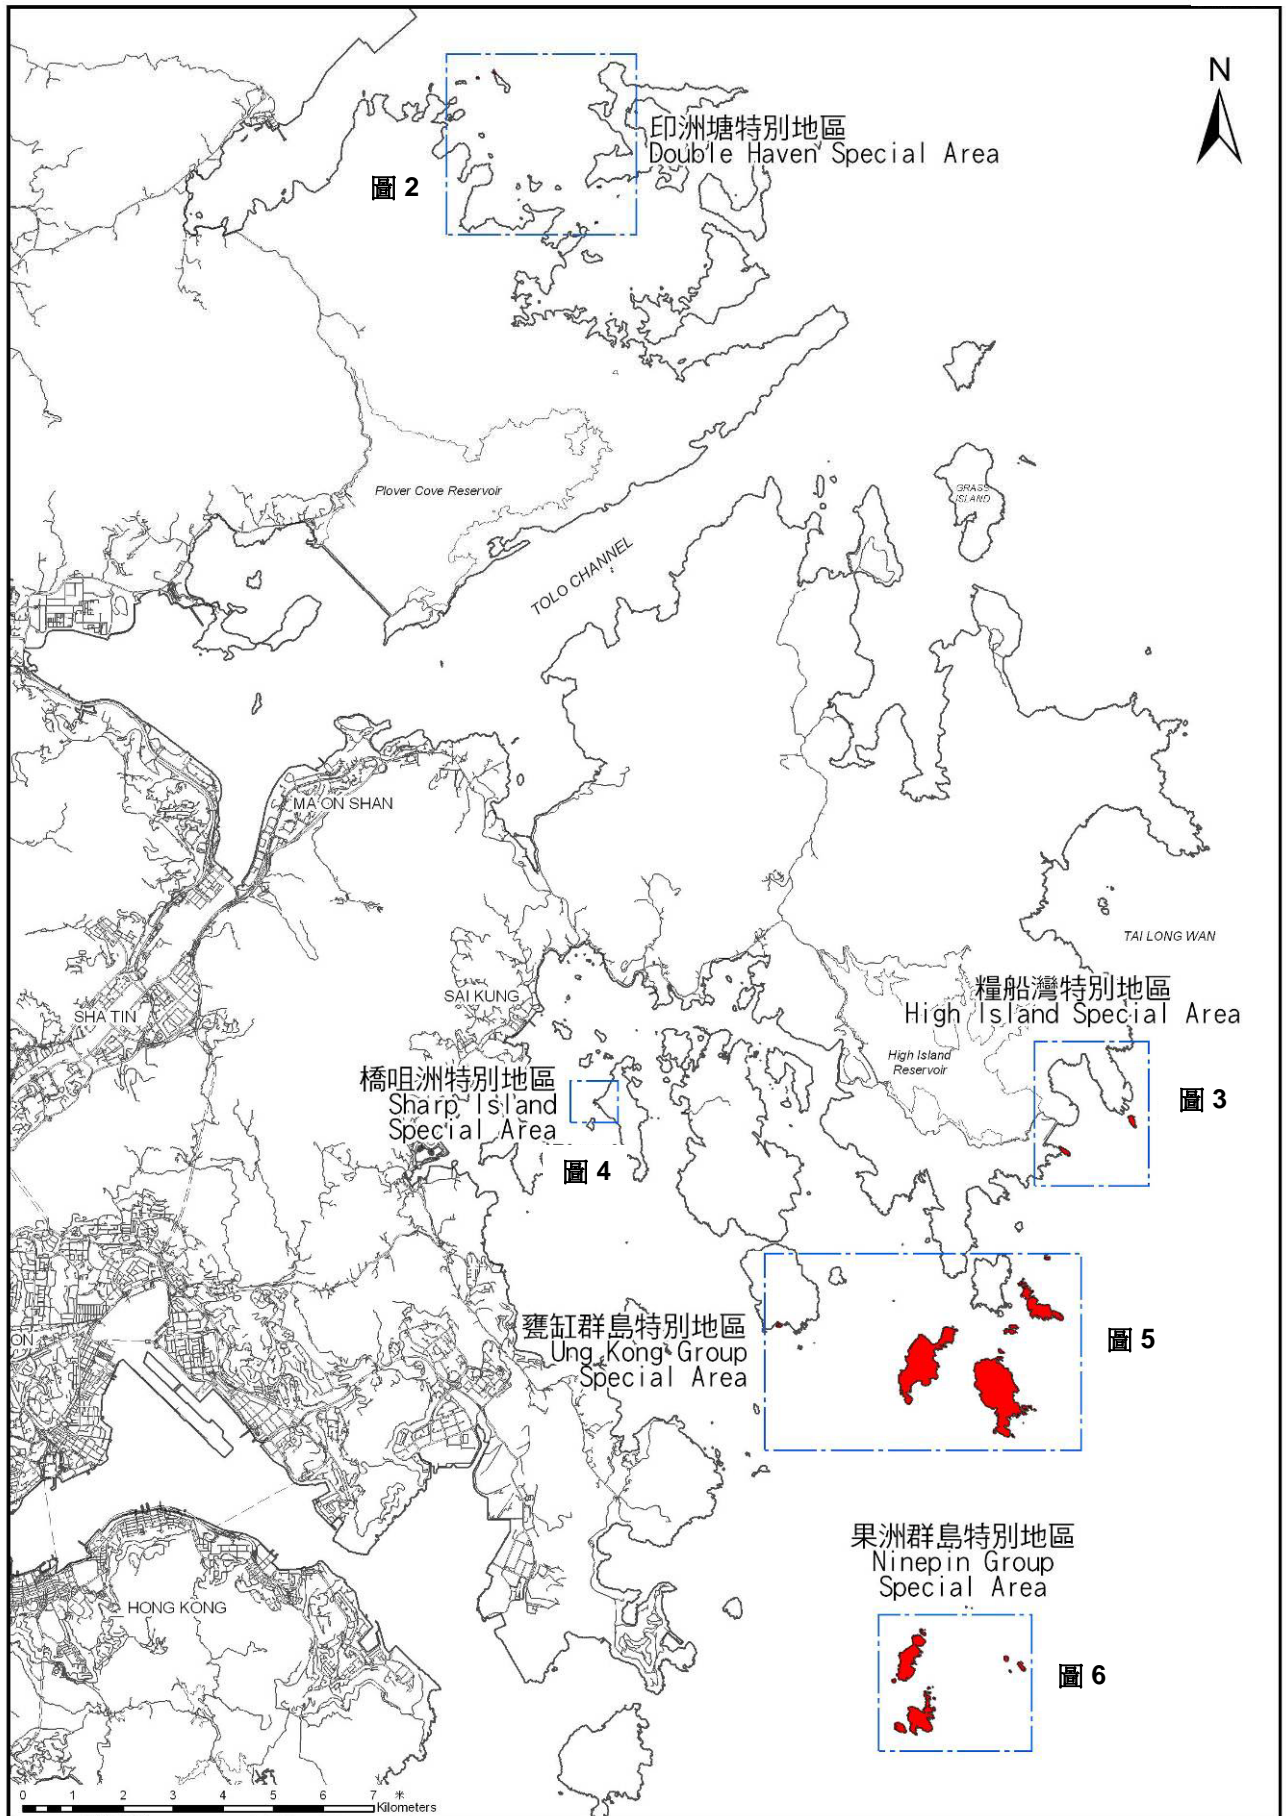 N
印洲塘特別地區
Double Haven Special Area
圖 2
Plover Cove Reservoir
GRASS
ISLAND
TOLO CHANNEL
MA ON SHAN
TAI LONG WAN
SAI KUNG
糧船灣特別地區
High Island Special Area
SHA TIN
High Island
Reservoir
橋咀洲特別地區
Sharp Island
Special Area
圖 3
圖 4
甕缸群島特別地區
Ung Kong Group
Special Area
ON
圖 5
果洲群島特別地區
Ninepin Group
Special Area
HONG KONG
圖 6
0 1 2 3 4 5 6 7 米
Kilometers